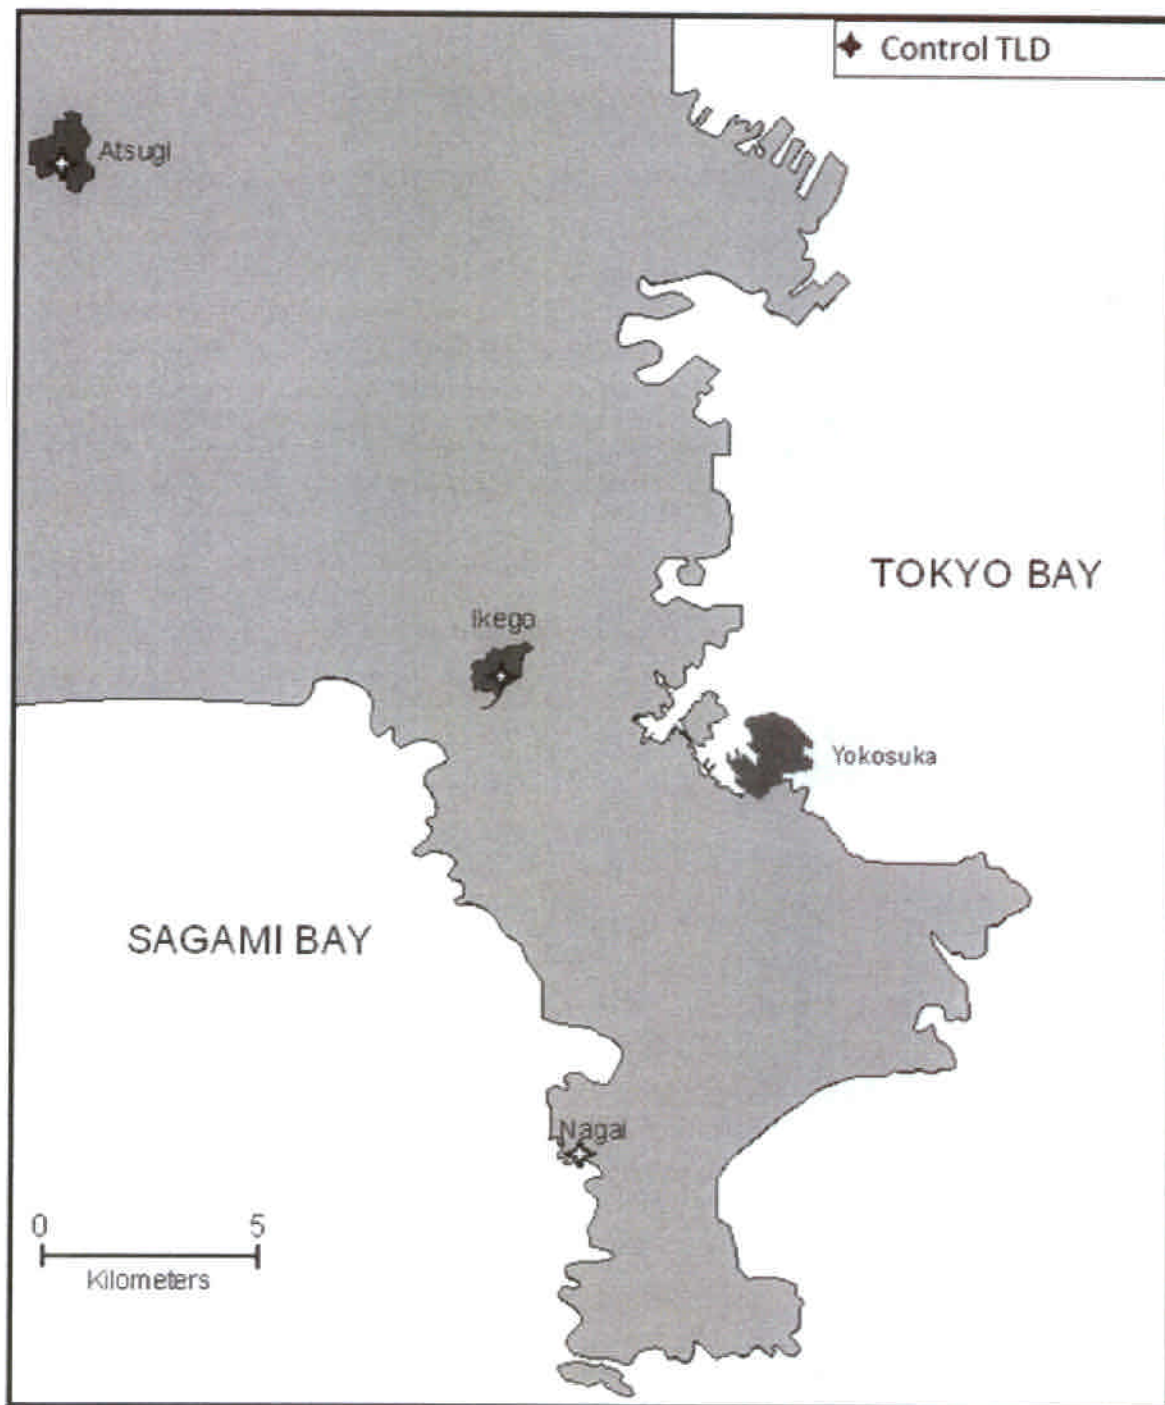 Control TLD
Atsugi
TOKYO BAY
Ikego
Yokosuka
SAGAMI BAY
Nagai
0 5
Kilometers